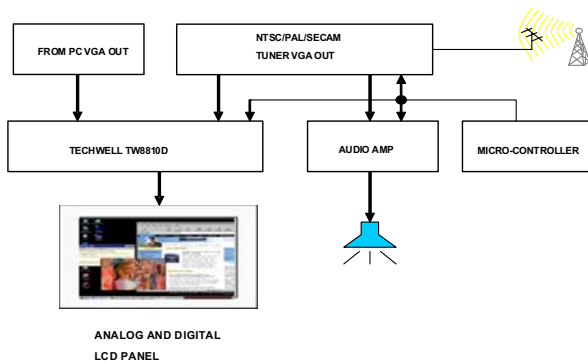 FROM PC VGA OUT
NTSC/PAL/SECAM
TUNER VGA OUT
TECHWELL TW8810D
AUDIO AMP
MICRO-CONTROLLER
ANALOG AND DIGITAL
LCD PANEL